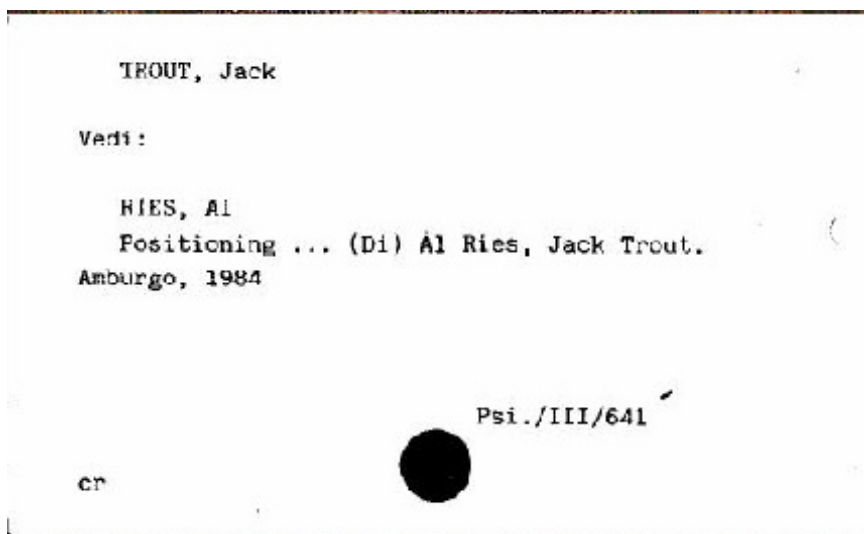 TROUT, Jack
Vedi:
RIES, Al
Positioning ... (Di) Al Ries, Jack Trout.
Amburgo, 1984
Psi./III/641
cr